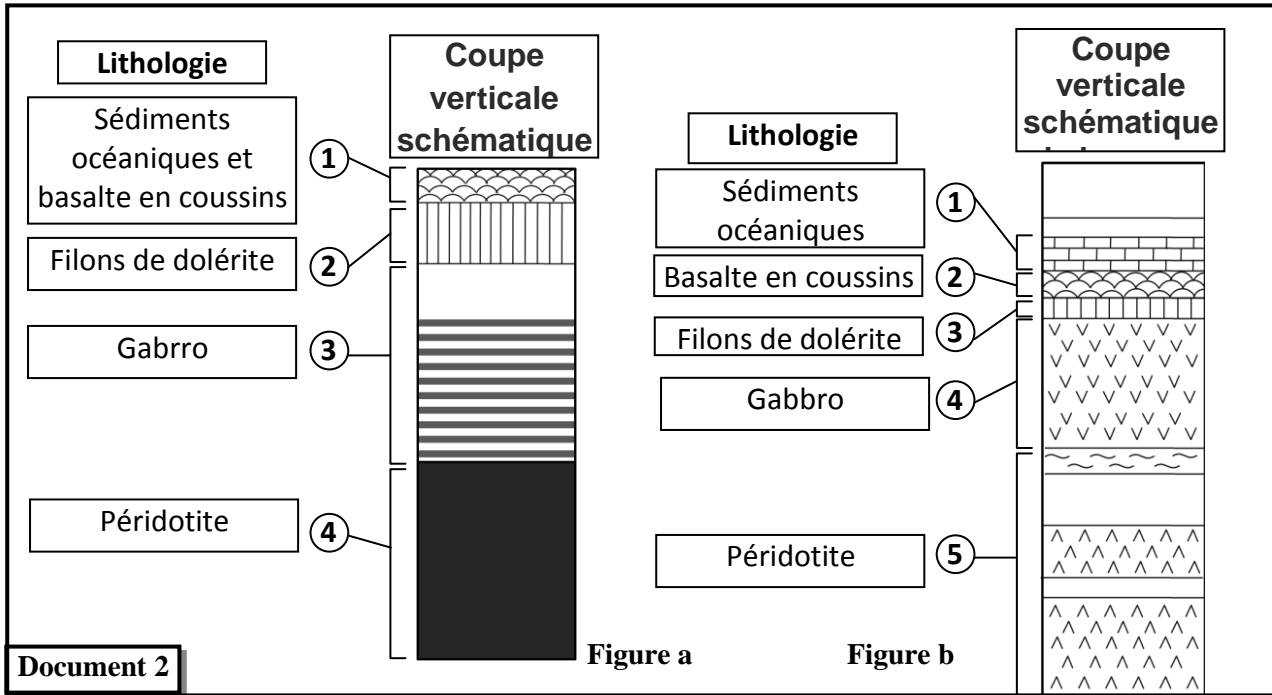 Lithologie
Coupe
verticale
schématique
Sédiments
océaniques et
basalte en coussins
1
Filons de dolérite
2
Gabrro
3
Péridotite
4
Figure a
Document 2
Coupe
verticale
schématique
Lithologie
Sédiments
océaniques
1
Basalte en coussins
2
Filons de dolérite
3
Gabbro
4
Péridotite
5
Figure b